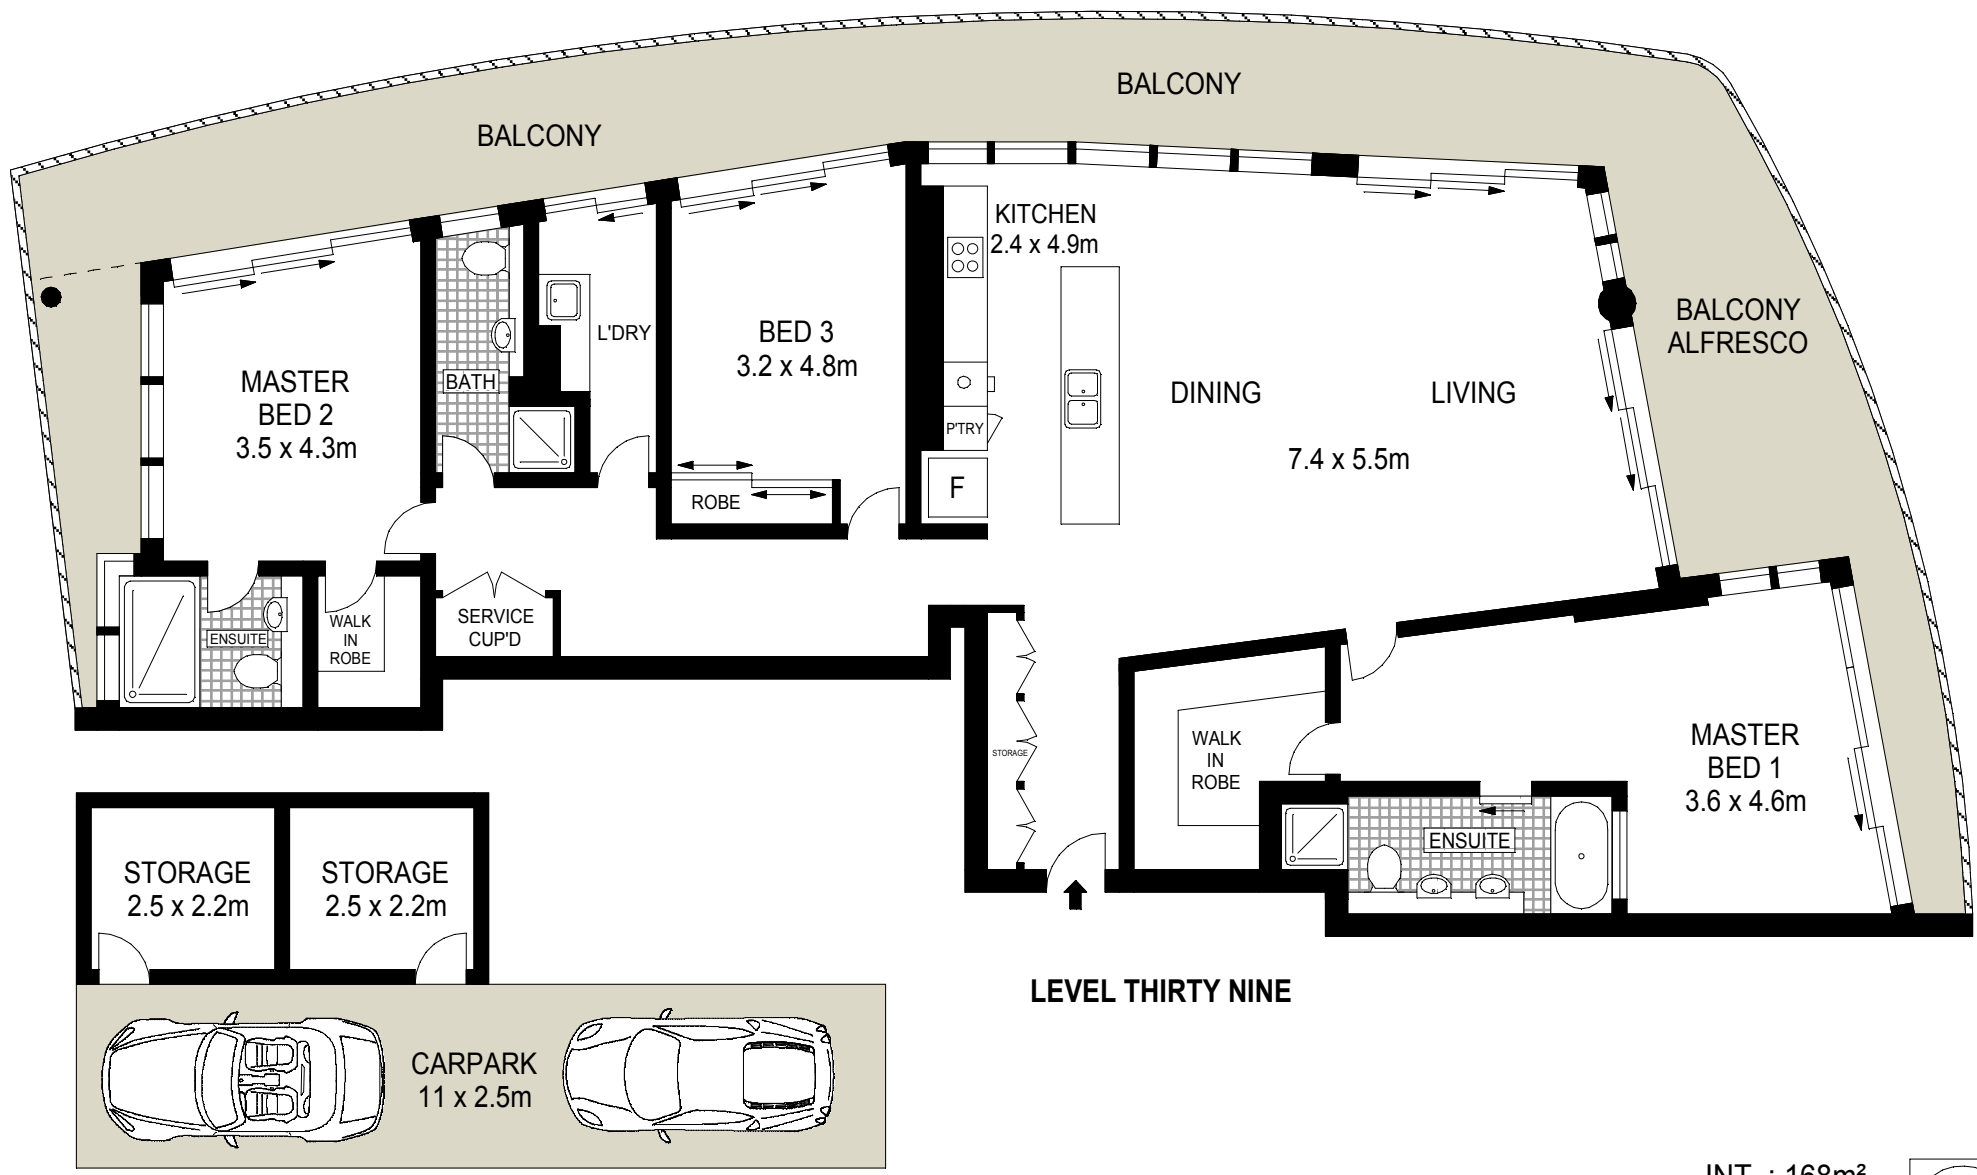 BALCONY
BALCONY
KITCHEN
2.4 x 4.9m
BALCONY
ALFRESCO
L'DRY
BED 3
3.2 x 4.8m
MASTER
BED 2
3.5 x 4.3m
BATH
DINING
LIVING
P'TRY
7.4 x 5.5m
F
ROBE
ENSUITE
WALK
IN
ROBE
SERVICE
CUP'D
STORAGE
WALK
IN
ROBE
MASTER
BED 1
3.6 x 4.6m
ENSUITE
STORAGE
2.5 x 2.2m
STORAGE
2.5 x 2.2m
LEVEL THIRTY NINE
CARPARK
11 x 2.5m
INT. : 168m²